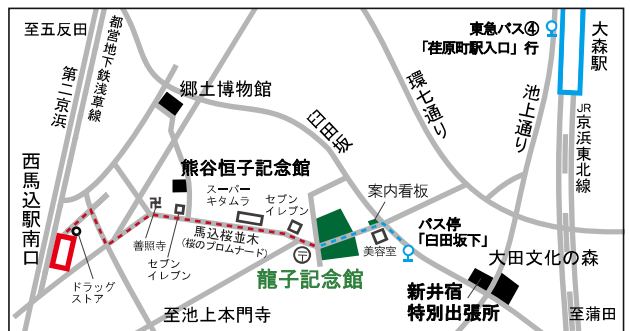 至五反田
都営地下鉄浅草線
第二京浜
郷土博物館
臼田坂
環七通り
東急バス④
「荏原町駅入口」行
大森駅
池上通り
JR京浜東北線
西馬込駅南口
熊谷恒子記念館
スーパー
キタムラ
セブン
イレブン
案内看板
卍
善照寺
セブン
イレブン
馬込桜並木
(桜のプロムナード)
〒
美容室
バス停
「臼田坂下」
ドラッグ
ストア
龍子記念館
大田文化の森
新井宿
特別出張所
至池上本門寺
至蒲田